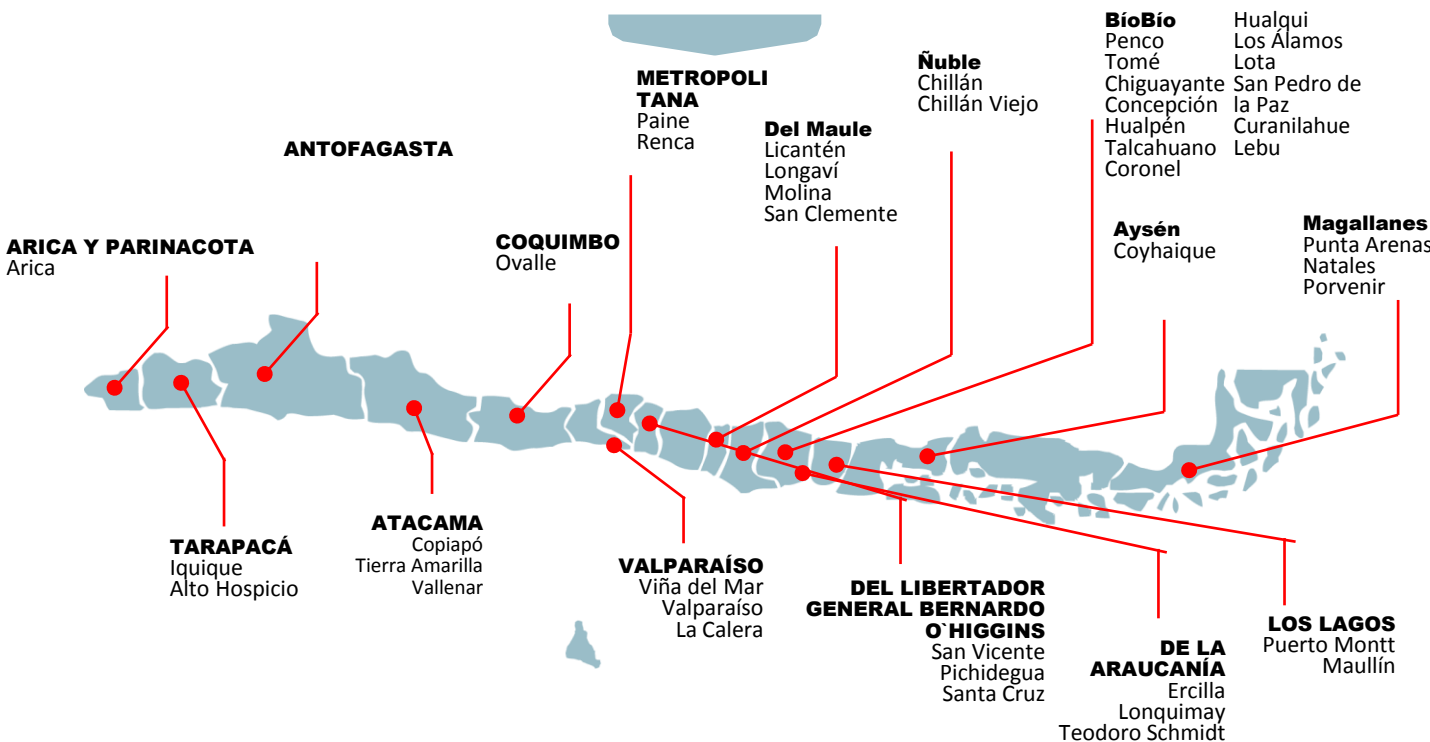 ARICA Y PARINACOTA
Arica
TARAPACÁ
Iquique
Alto Hospicio
ANTOFAGASTA
ATACAMA
Copiapó
Tierra Amarilla
Vallenar
COQUIMBO
Ovalle
METROPOLI
TANA
Paine
Renca
VALPARAÍSO
Viña del Mar
Valparaíso
La Calera
Del Maule
Licantén
Longaví
Molina
San Clemente
DEL LIBERTADOR
GENERAL BERNARDO
O`HIGGINS
San Vicente
Pichidegua
Santa Cruz
Ñuble
Chillán
Chillán Viejo
BíoBío
Penco
Tomé
Chiguayante
Concepción
Hualpén
Talcahuano
Coronel
Hualqui
Los Álamos
Lota
San Pedro de
la Paz
Curanilahue
Lebu
DE LA
ARAUCANÍA
Ercilla
Lonquimay
Teodoro Schmidt
Aysén
Coyhaique
LOS LAGOS
Puerto Montt
Maullín
Magallanes
Punta Arenas
Natales
Porvenir